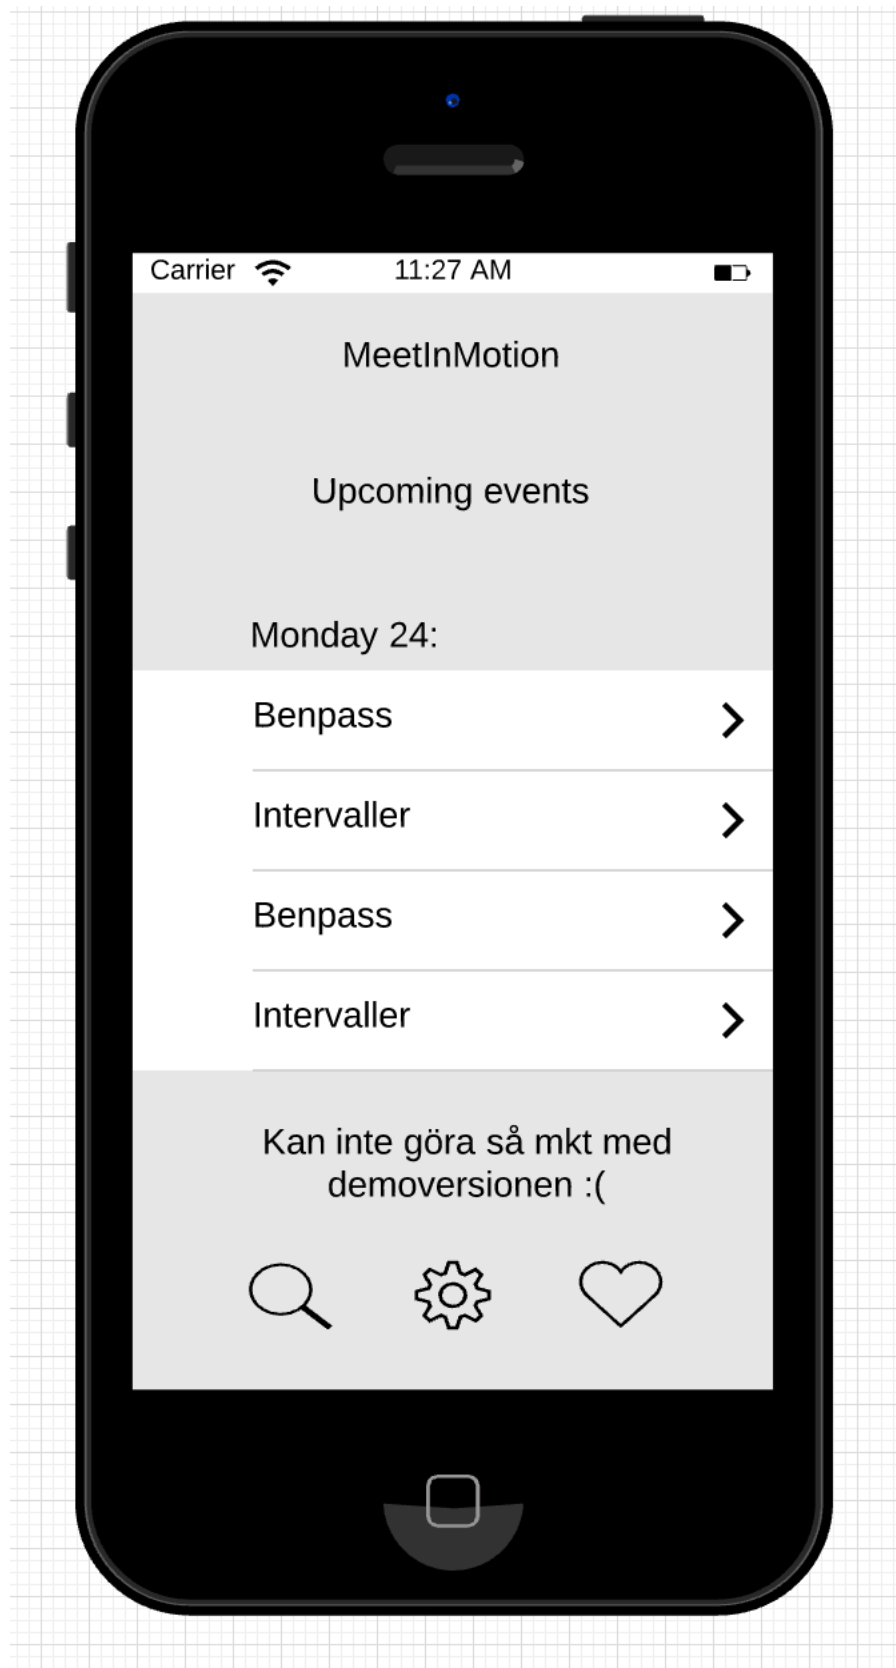 Carrier 11:27 AM
MeetInMotion
Upcoming events
Monday 24:
Benpass
Intervaller
Benpass
Intervaller
Kan inte göra så mkt med
demoversionen :(